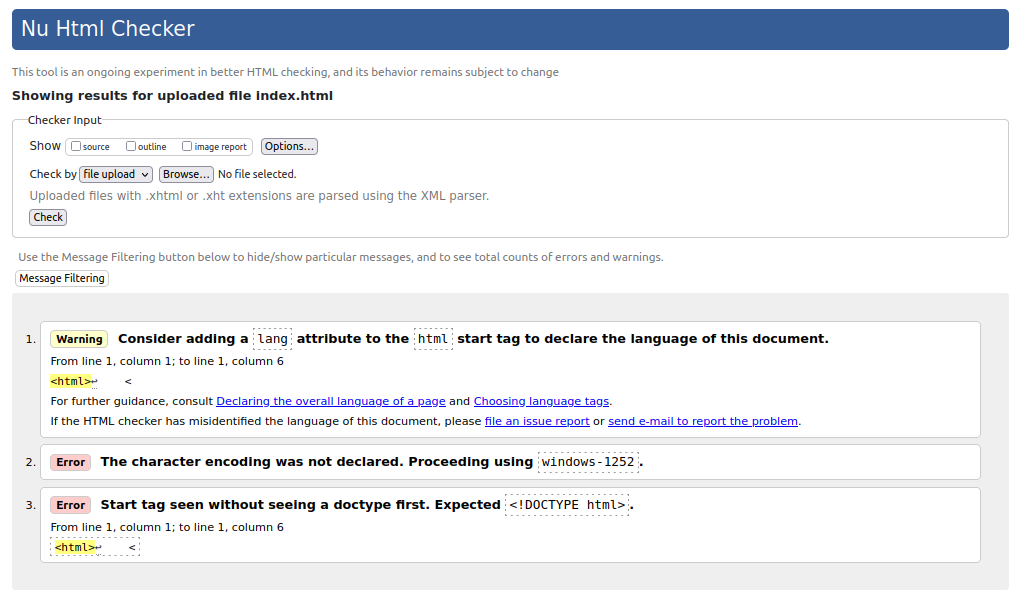 Nu Html Checker
This tool is an ongoing experiment in better HTML checking, and its behavior remains subject to change
Showing results for uploaded file index.html
Checker Input
Show source outline image report Options...
Check by file upload Browse... No file selected.
Uploaded files with .xhtml or .xht extensions are parsed using the XML parser.
Check
Use the Message Filtering button below to hide/show particular messages, and to see total counts of errors and warnings.
Message Filtering
1. Warning Consider adding a lang attribute to the html start tag to declare the language of this document.
From line 1, column 1; to line 1, column 6
<html>↩ <
For further guidance, consult Declaring the overall language of a page and Choosing language tags.
If the HTML checker has misidentified the language of this document, please file an issue report or send e-mail to report the problem.
2. Error The character encoding was not declared. Proceeding using windows-1252.
3. Error Start tag seen without seeing a doctype first. Expected <!DOCTYPE html>.
From line 1, column 1; to line 1, column 6
<html>↩ <